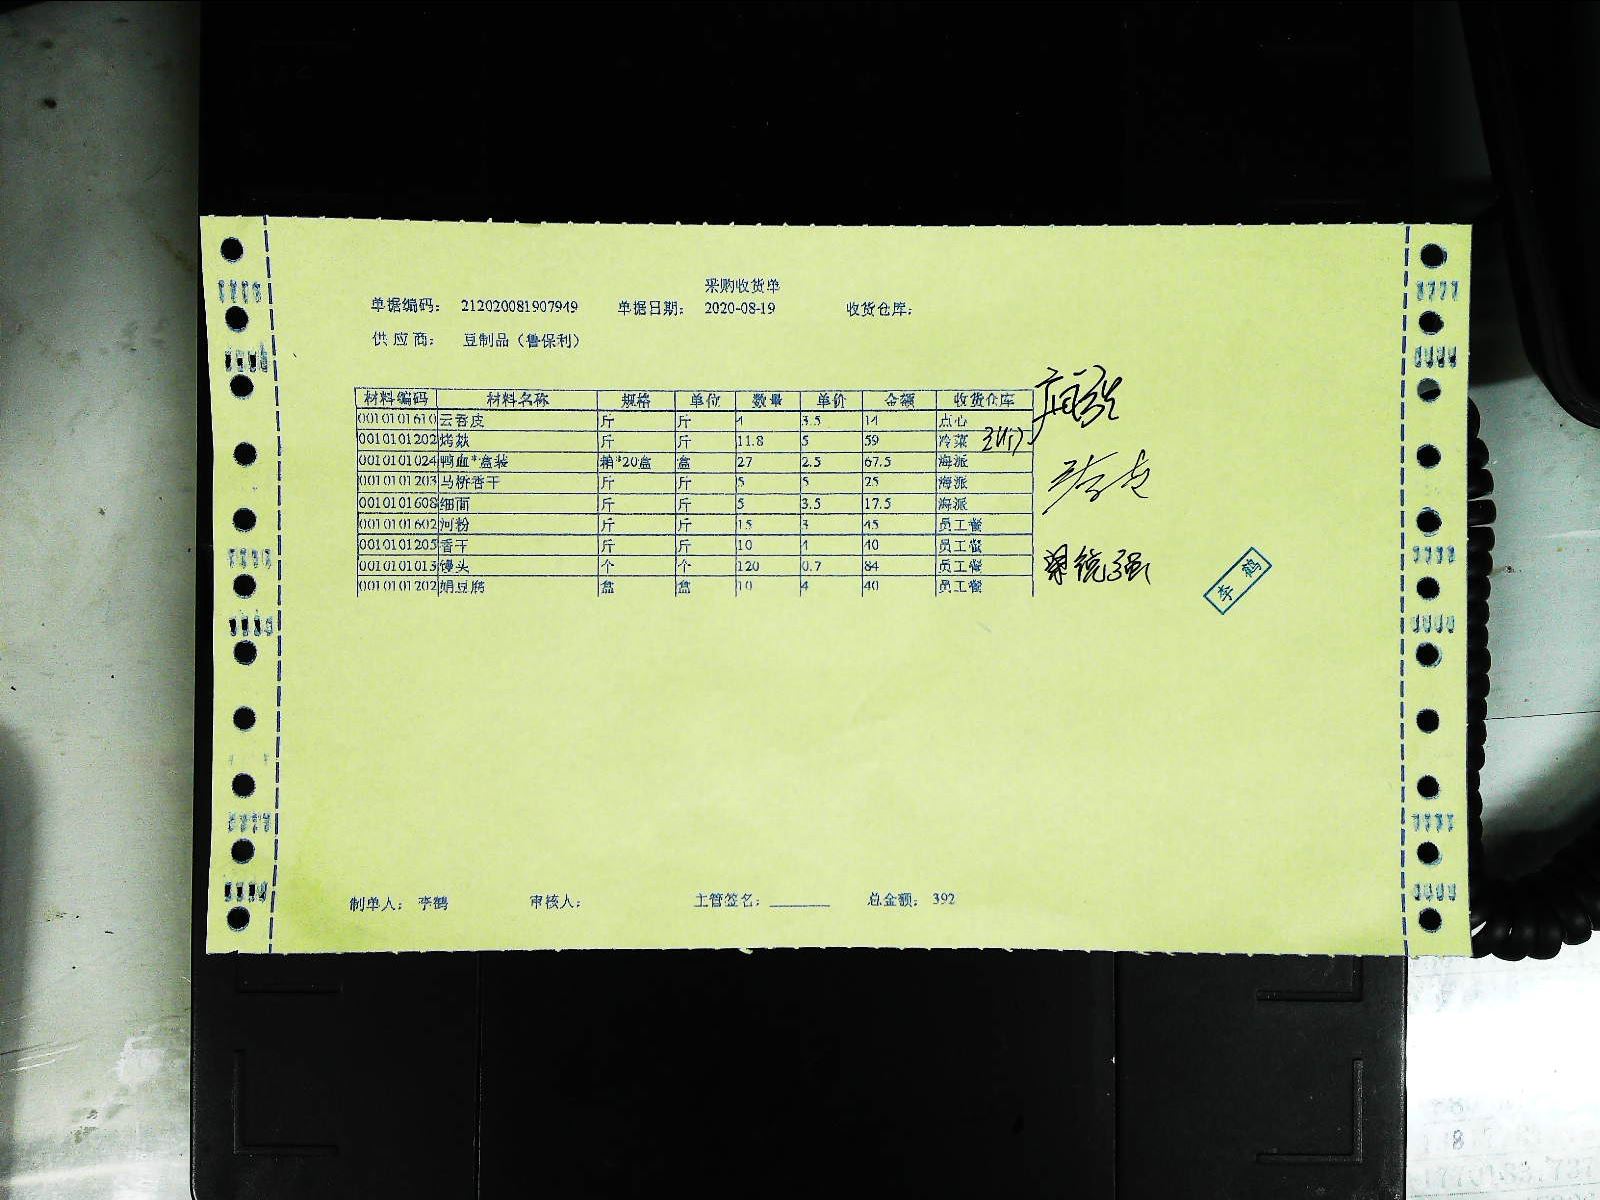 采购收货单
单据编码： 212020081907949 单据日期： 2020-08-19 收货仓库：
供 应 商： 豆制品（鲁保利）
材料编码 材料名称 规格 单位 数量 单价 金额 收货仓库
0010101610 云吞皮 斤 斤 4 3.5 14 点心
0010101202 烤麸 斤 斤 11.8 5 59 冷菜
0010101024 鸭血*盒装 箱*20盒 盒 27 2.5 67.5 海派
0010101203 马桥香干 斤 斤 5 5 25 海派
0010101608 细面 斤 斤 5 3.5 17.5 海派
0010101602 河粉 斤 斤 15 3 45 员工餐
0010101205 香干 斤 斤 10 4 40 员工餐
0010101015 馒头 个 个 120 0.7 84 员工餐
0010101202 绢豆腐 盒 盒 10 4 40 员工餐
李鹤
制单人： 李鹤 审核人： 主管签名： 总金额： 392